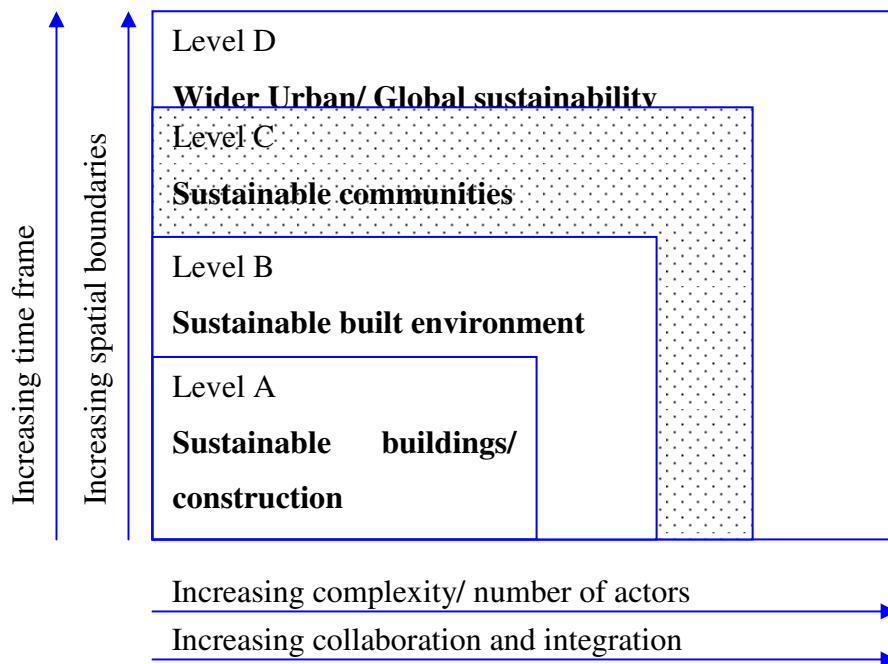 Level D
Wider Urban/ Global sustainability
Level C
Sustainable communities
Level B
Sustainable built environment
Level A
Sustainable buildings/
construction
Increasing time frame
Increasing spatial boundaries
Increasing complexity/ number of actors
Increasing collaboration and integration